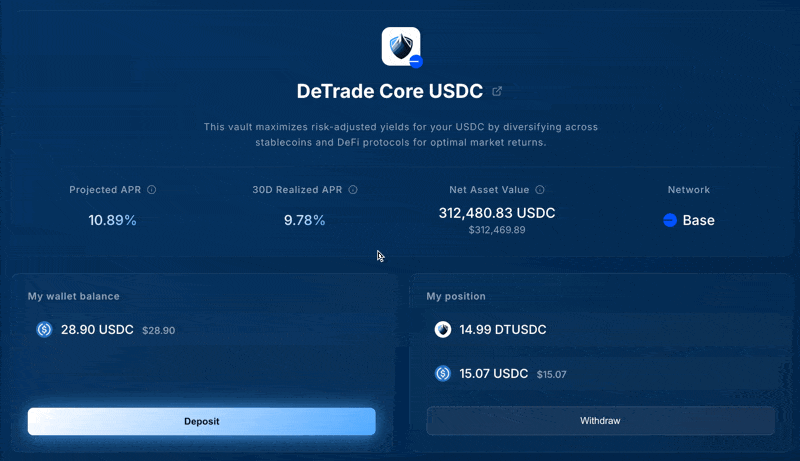 DeTrade Core USDC
This vault maximizes risk-adjusted yields for your USDC by diversifying across
stablecoins and DeFi protocols for optimal market returns.
Projected APR
10.89%
30D Realized APR
9.78%
Net Asset Value
312,480.83 USDC
$312,469.89
Network
Base
My wallet balance
28.90 USDC $28.90
Deposit
My position
14.99 DTUSDC
15.07 USDC $15.07
Withdraw